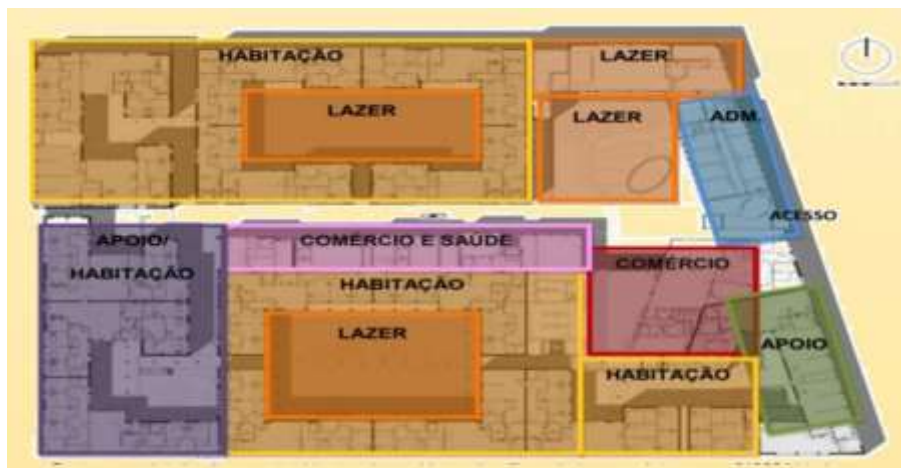 HABITAÇÃO
LAZER
LAZER
LAZER
ADM.
ACESSO
APOIO/
HABITAÇÃO
COMÉRCIO E SAÚDE
HABITAÇÃO
LAZER
COMÉRCIO
APOIO
HABITAÇÃO